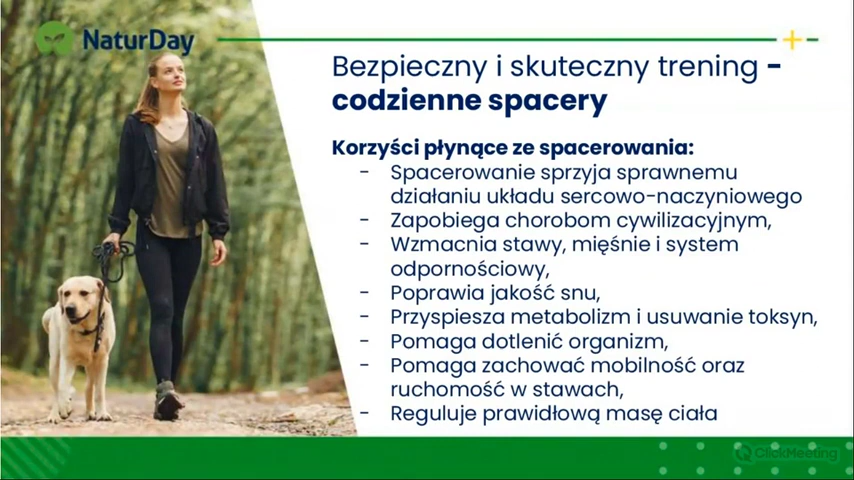 NaturDay
Bezpieczny i skuteczny trening -
codzienne spacery
Korzyści płynące ze spacerowania:
- Spacerowanie sprzyja sprawnemu
działaniu układu sercowo-naczyniowego
- Zapobiega chorobom cywilizacyjnym,
- Wzmacnia stawy, mięśnie i system
odpornościowy,
- Poprawia jakość snu,
- Przyspiesza metabolizm i usuwanie toksyn,
- Pomaga dotlenić organizm,
- Pomaga zachować mobilność oraz
ruchomość w stawach,
- Reguluje prawidłową masę ciała
ClickMeeting